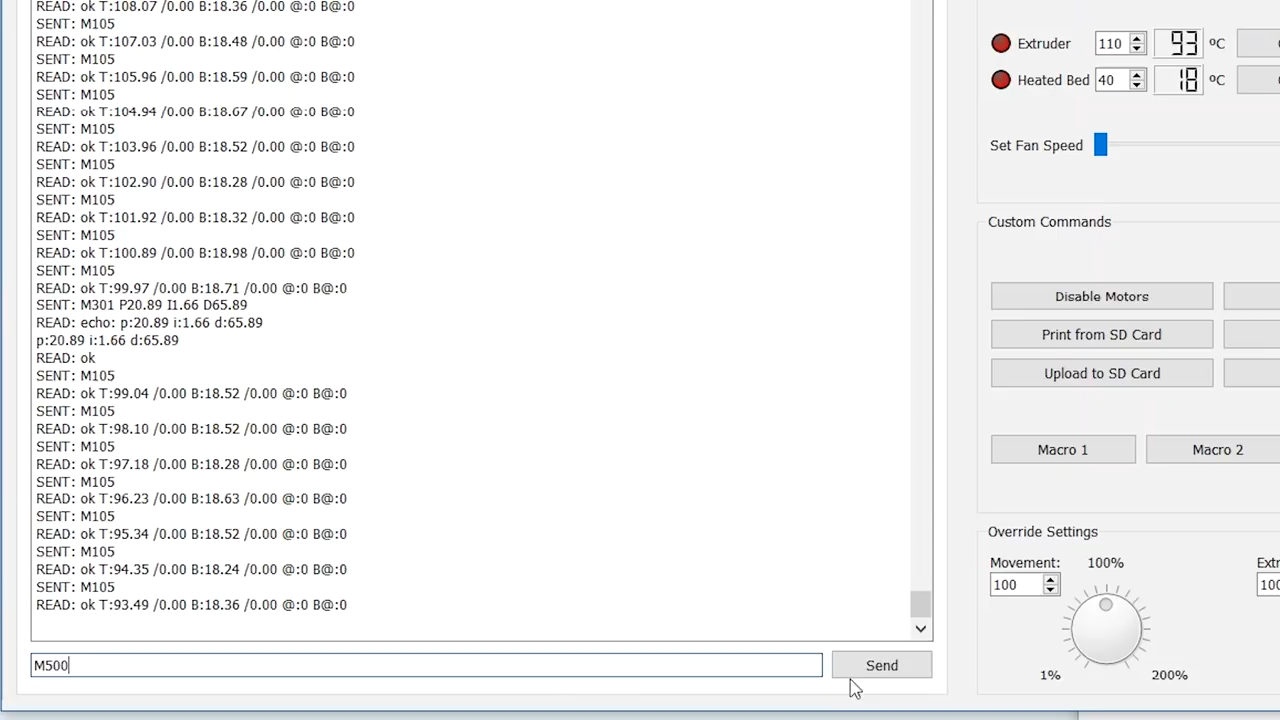 READ: ok T:108.07 /0.00 B:18.36 /0.00 @:0 B@:0
SENT: M105
READ: ok T:107.03 /0.00 B:18.48 /0.00 @:0 B@:0
SENT: M105
READ: ok T:105.96 /0.00 B:18.59 /0.00 @:0 B@:0
SENT: M105
READ: ok T:104.94 /0.00 B:18.67 /0.00 @:0 B@:0
SENT: M105
READ: ok T:103.96 /0.00 B:18.52 /0.00 @:0 B@:0
SENT: M105
READ: ok T:102.90 /0.00 B:18.28 /0.00 @:0 B@:0
SENT: M105
READ: ok T:101.92 /0.00 B:18.32 /0.00 @:0 B@:0
SENT: M105
READ: ok T:100.89 /0.00 B:18.98 /0.00 @:0 B@:0
SENT: M105
READ: ok T:99.97 /0.00 B:18.71 /0.00 @:0 B@:0
SENT: M301 P20.89 I1.66 D65.89
READ: echo: p:20.89 i:1.66 d:65.89
p:20.89 i:1.66 d:65.89
READ: ok
SENT: M105
READ: ok T:99.04 /0.00 B:18.52 /0.00 @:0 B@:0
SENT: M105
READ: ok T:98.10 /0.00 B:18.52 /0.00 @:0 B@:0
SENT: M105
READ: ok T:97.18 /0.00 B:18.28 /0.00 @:0 B@:0
SENT: M105
READ: ok T:96.23 /0.00 B:18.63 /0.00 @:0 B@:0
SENT: M105
READ: ok T:95.34 /0.00 B:18.52 /0.00 @:0 B@:0
SENT: M105
READ: ok T:94.35 /0.00 B:18.24 /0.00 @:0 B@:0
SENT: M105
READ: ok T:93.49 /0.00 B:18.36 /0.00 @:0 B@:0
M500 Send
Extruder 110 93 ºC
Heated Bed 40 18 ºC
Set Fan Speed
Custom Commands
Disable Motors
Print from SD Card
Upload to SD Card
Macro 1 Macro 2
Override Settings
Movement: 100% Ext
100 100
1% 200%